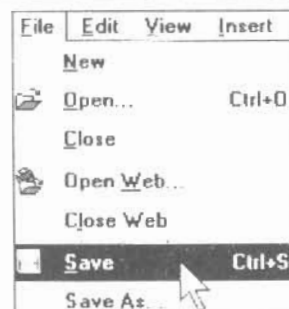 File Edit View Insert
New
Open... Ctrl+O
Close
Open Web...
Close Web
Save Ctrl+S
Save As...